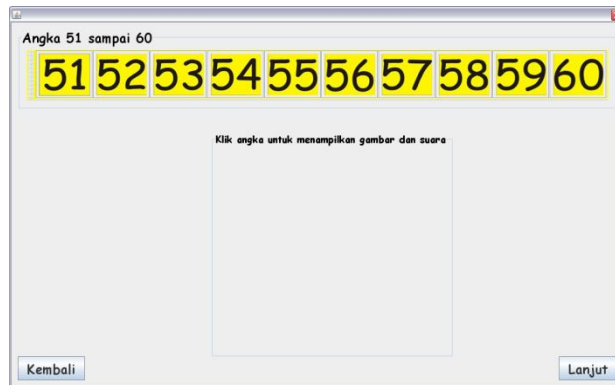 Angka 51 sampai 60
51 52 53 54 55 56 57 58 59 60
Klik angka untuk menampilkan gambar dan suara
Kembali
Lanjut